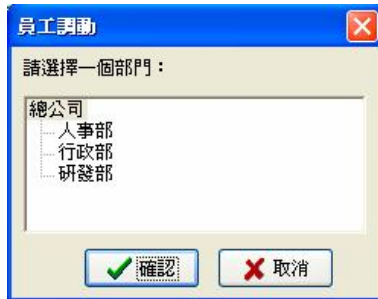 員工調動
請選擇一個部門：
總公司
人事部
行政部
研發部
確認
取消